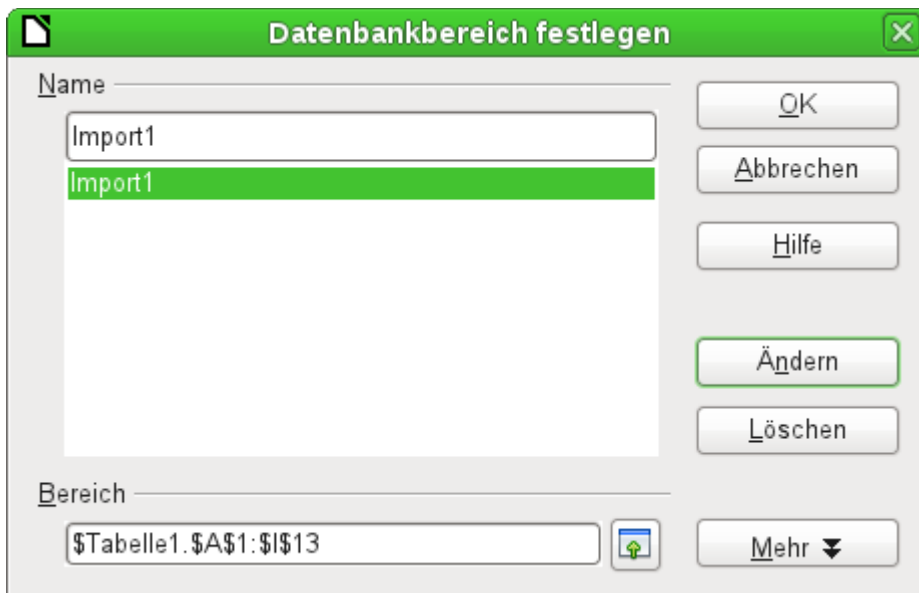 Datenbankbereich festlegen
Name
Import1
Import1
OK
Abbrechen
Hilfe
Ändern
Löschen
Bereich
$Tabelle1.$A$1:$I$13
Mehr